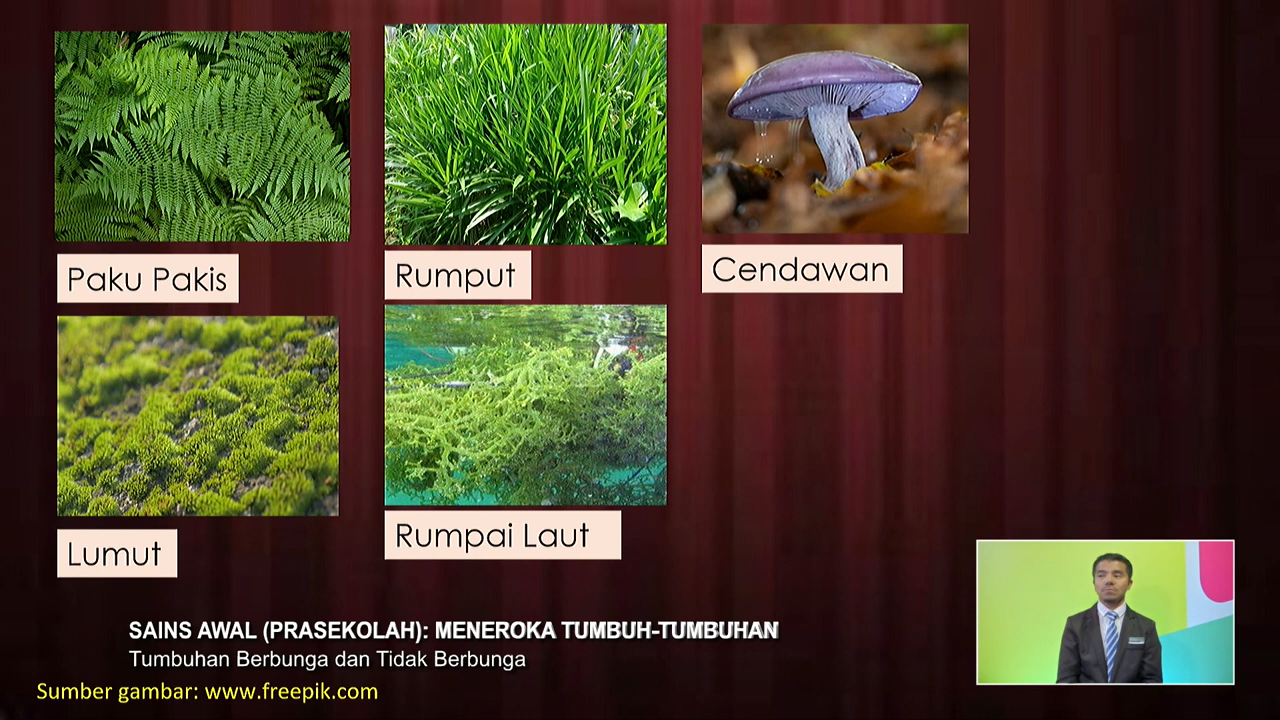 Paku Pakis
Rumput
Cendawan
Lumut
Rumpai Laut
SAINS AWAL (PRASEKOLAH): MENEROKA TUMBUH-TUMBUHAN
Tumbuhan Berbunga dan Tidak Berbunga
Sumber gambar: www.freepik.com